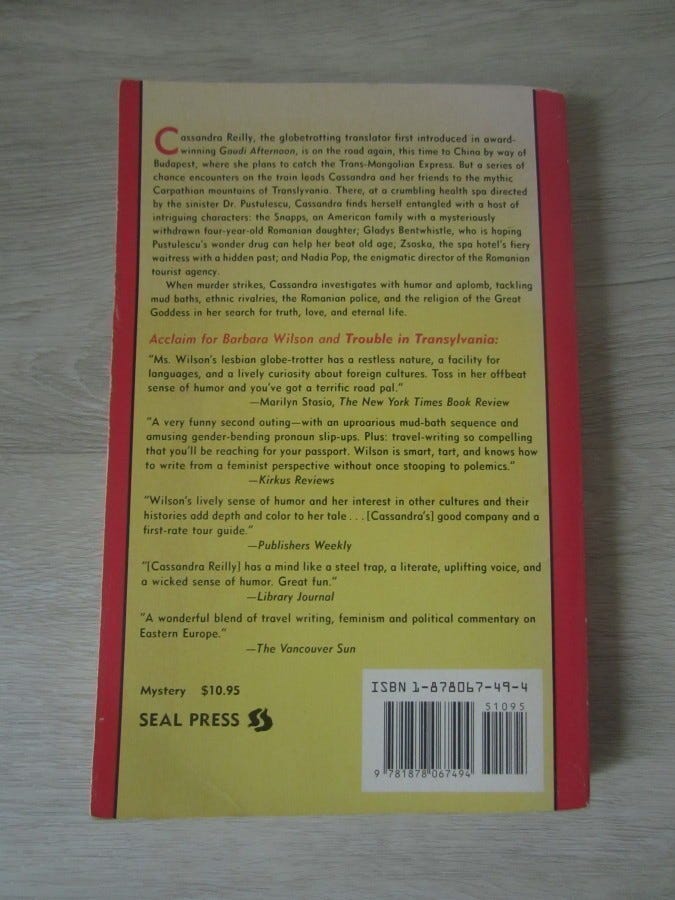 Cassandra Reilly, the globetrotting translator first introduced in award-
winning Gaudí Afternoon, is on the road again, this time to China by way of
Budapest, where she plans to catch the Trans-Mongolian Express. But a series of
chance encounters on the train leads Cassandra and her friends to the mythic
Carpathian mountains of Translyvania. There, at a crumbling health spa directed
by the sinister Dr. Pustulescu, Cassandra finds herself entangled with a host of
intriguing characters: the Snapps, an American family with a mysteriously
withdrawn four-year-old Romanian daughter; Gladys Bentwhistle, who is hoping
Pustulescu's wonder drug can help her beat old age; Zsoska, the spa hotel's fiery
waitress with a hidden past; and Nadia Pop, the enigmatic director of the Romanian
tourist agency.
When murder strikes, Cassandra investigates with humor and aplomb, tackling
mud baths, ethnic rivalries, the Romanian police, and the religion of the Great
Goddess in her search for truth, love, and eternal life.
Acclaim for Barbara Wilson and Trouble in Transylvania:
"Ms. Wilson's lesbian globe-trotter has a restless nature, a facility for
languages, and a lively curiosity about foreign cultures. Toss in her offbeat
sense of humor and you've got a terrific road pal."
—Marilyn Stasio, The New York Times Book Review
"A very funny second outing—with an uproarious mud-bath sequence and
amusing gender-bending pronoun slip-ups. Plus: travel-writing so compelling
that you'll be reaching for your passport. Wilson is smart, tart, and knows how
to write from a feminist perspective without once stooping to polemics."
—Kirkus Reviews
"Wilson's lively sense of humor and her interest in other cultures and their
histories add depth and color to her tale . . . [Cassandra's] good company and a
first-rate tour guide."
—Publishers Weekly
"[Cassandra Reilly] has a mind like a steel trap, a literate, uplifting voice, and
a wicked sense of humor. Great fun."
—Library Journal
"A wonderful blend of travel writing, feminism and political commentary on
Eastern Europe."
—The Vancouver Sun
Mystery $10.95
SEAL PRESS
ISBN 1-878067-49-4
51095
9 781878 067494